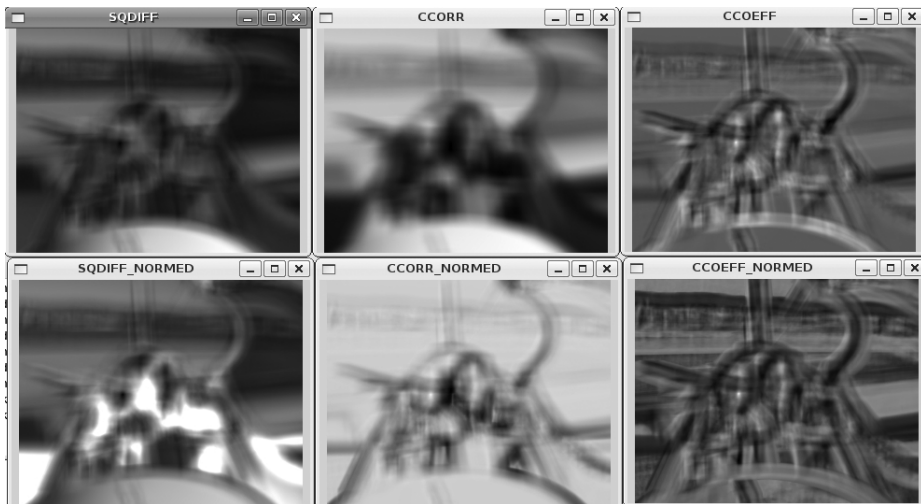 SQDIFF
CCORR
CCOEFF
SQDIFF_NORMED
CCORR_NORMED
CCOEFF_NORMED